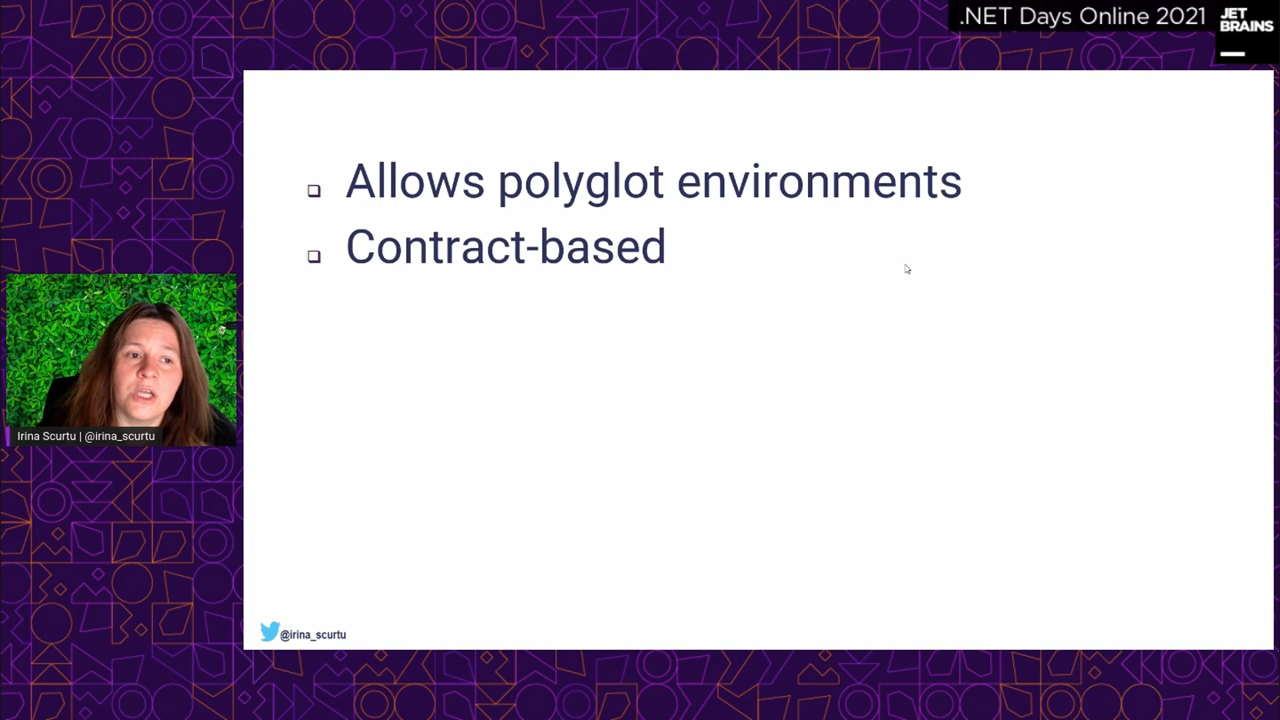 .NET Days Online 2021
JET
BRAINS
Allows polyglot environments
Contract-based
Irina Scurtu | @irina_scurtu
@irina_scurtu